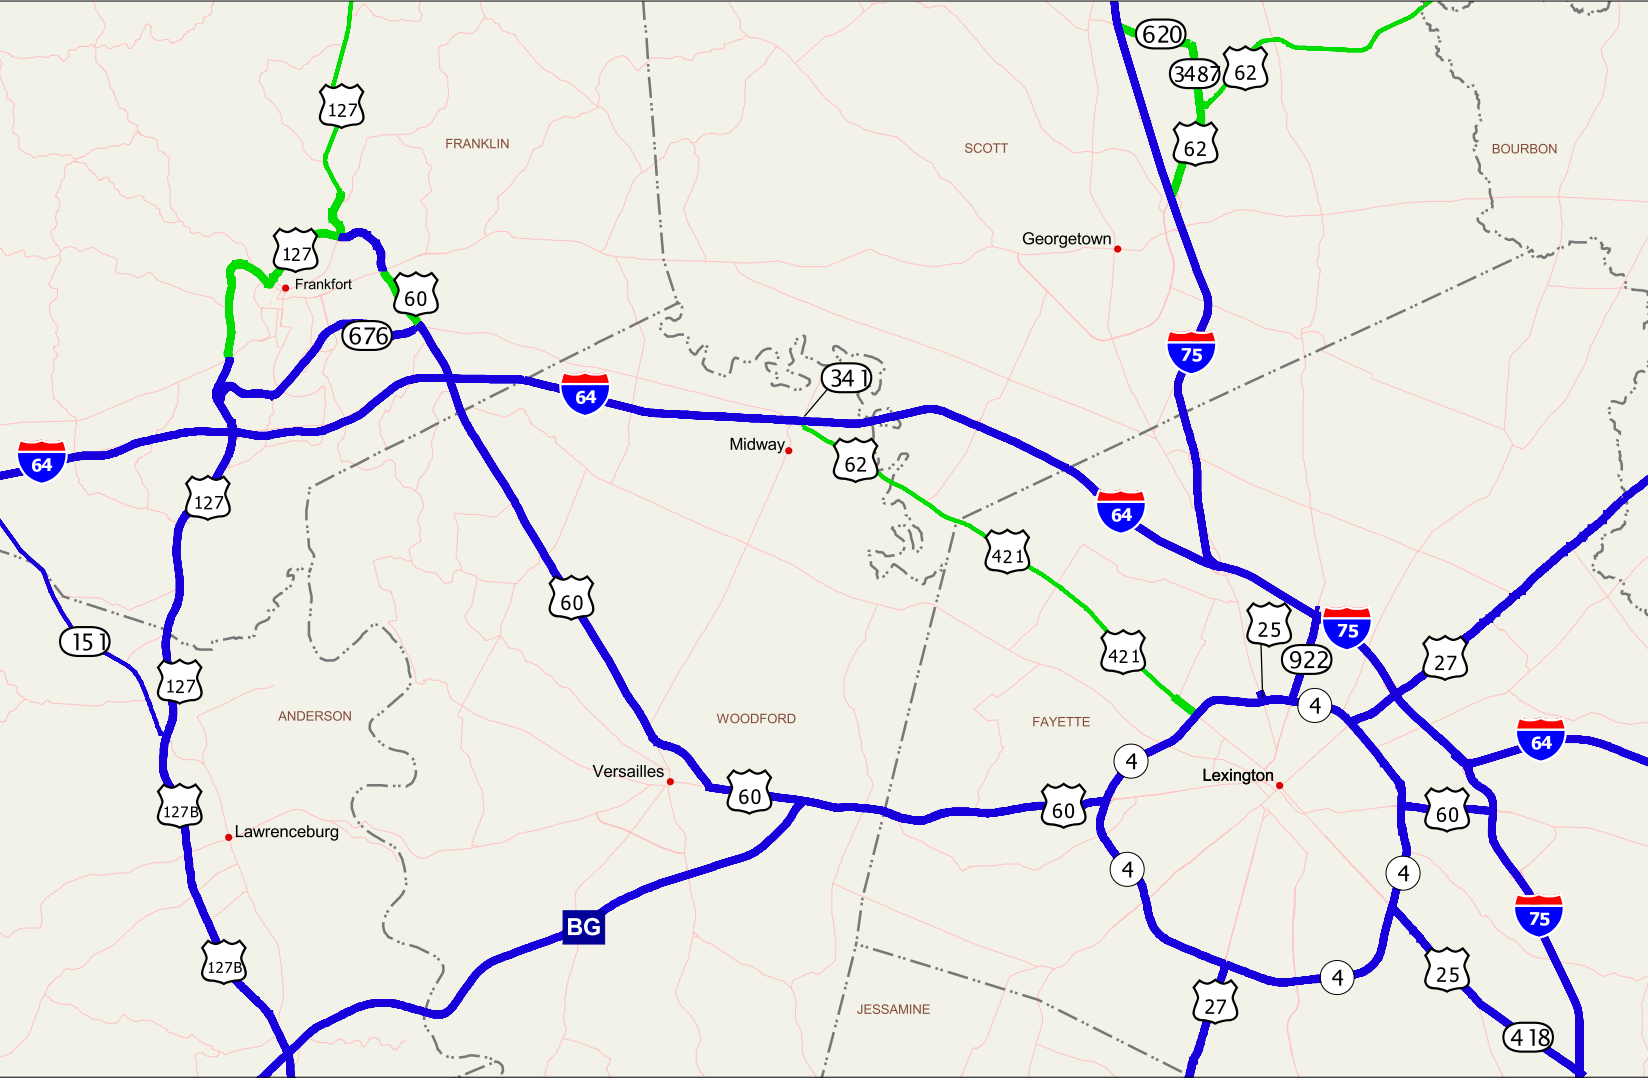 620
3487
62
127
FRANKLIN
SCOTT
62
BOURBON
127
Georgetown
Frankfort
60
676
75
341
64
Midway
64
62
127
64
421
60
25
75
151
421
922
27
127
4
ANDERSON
WOODFORD
FAYETTE
64
4
Versailles
Lexington
60
127B
60
60
Lawrenceburg
4
4
75
BG
127B
25
4
27
JESSAMINE
418